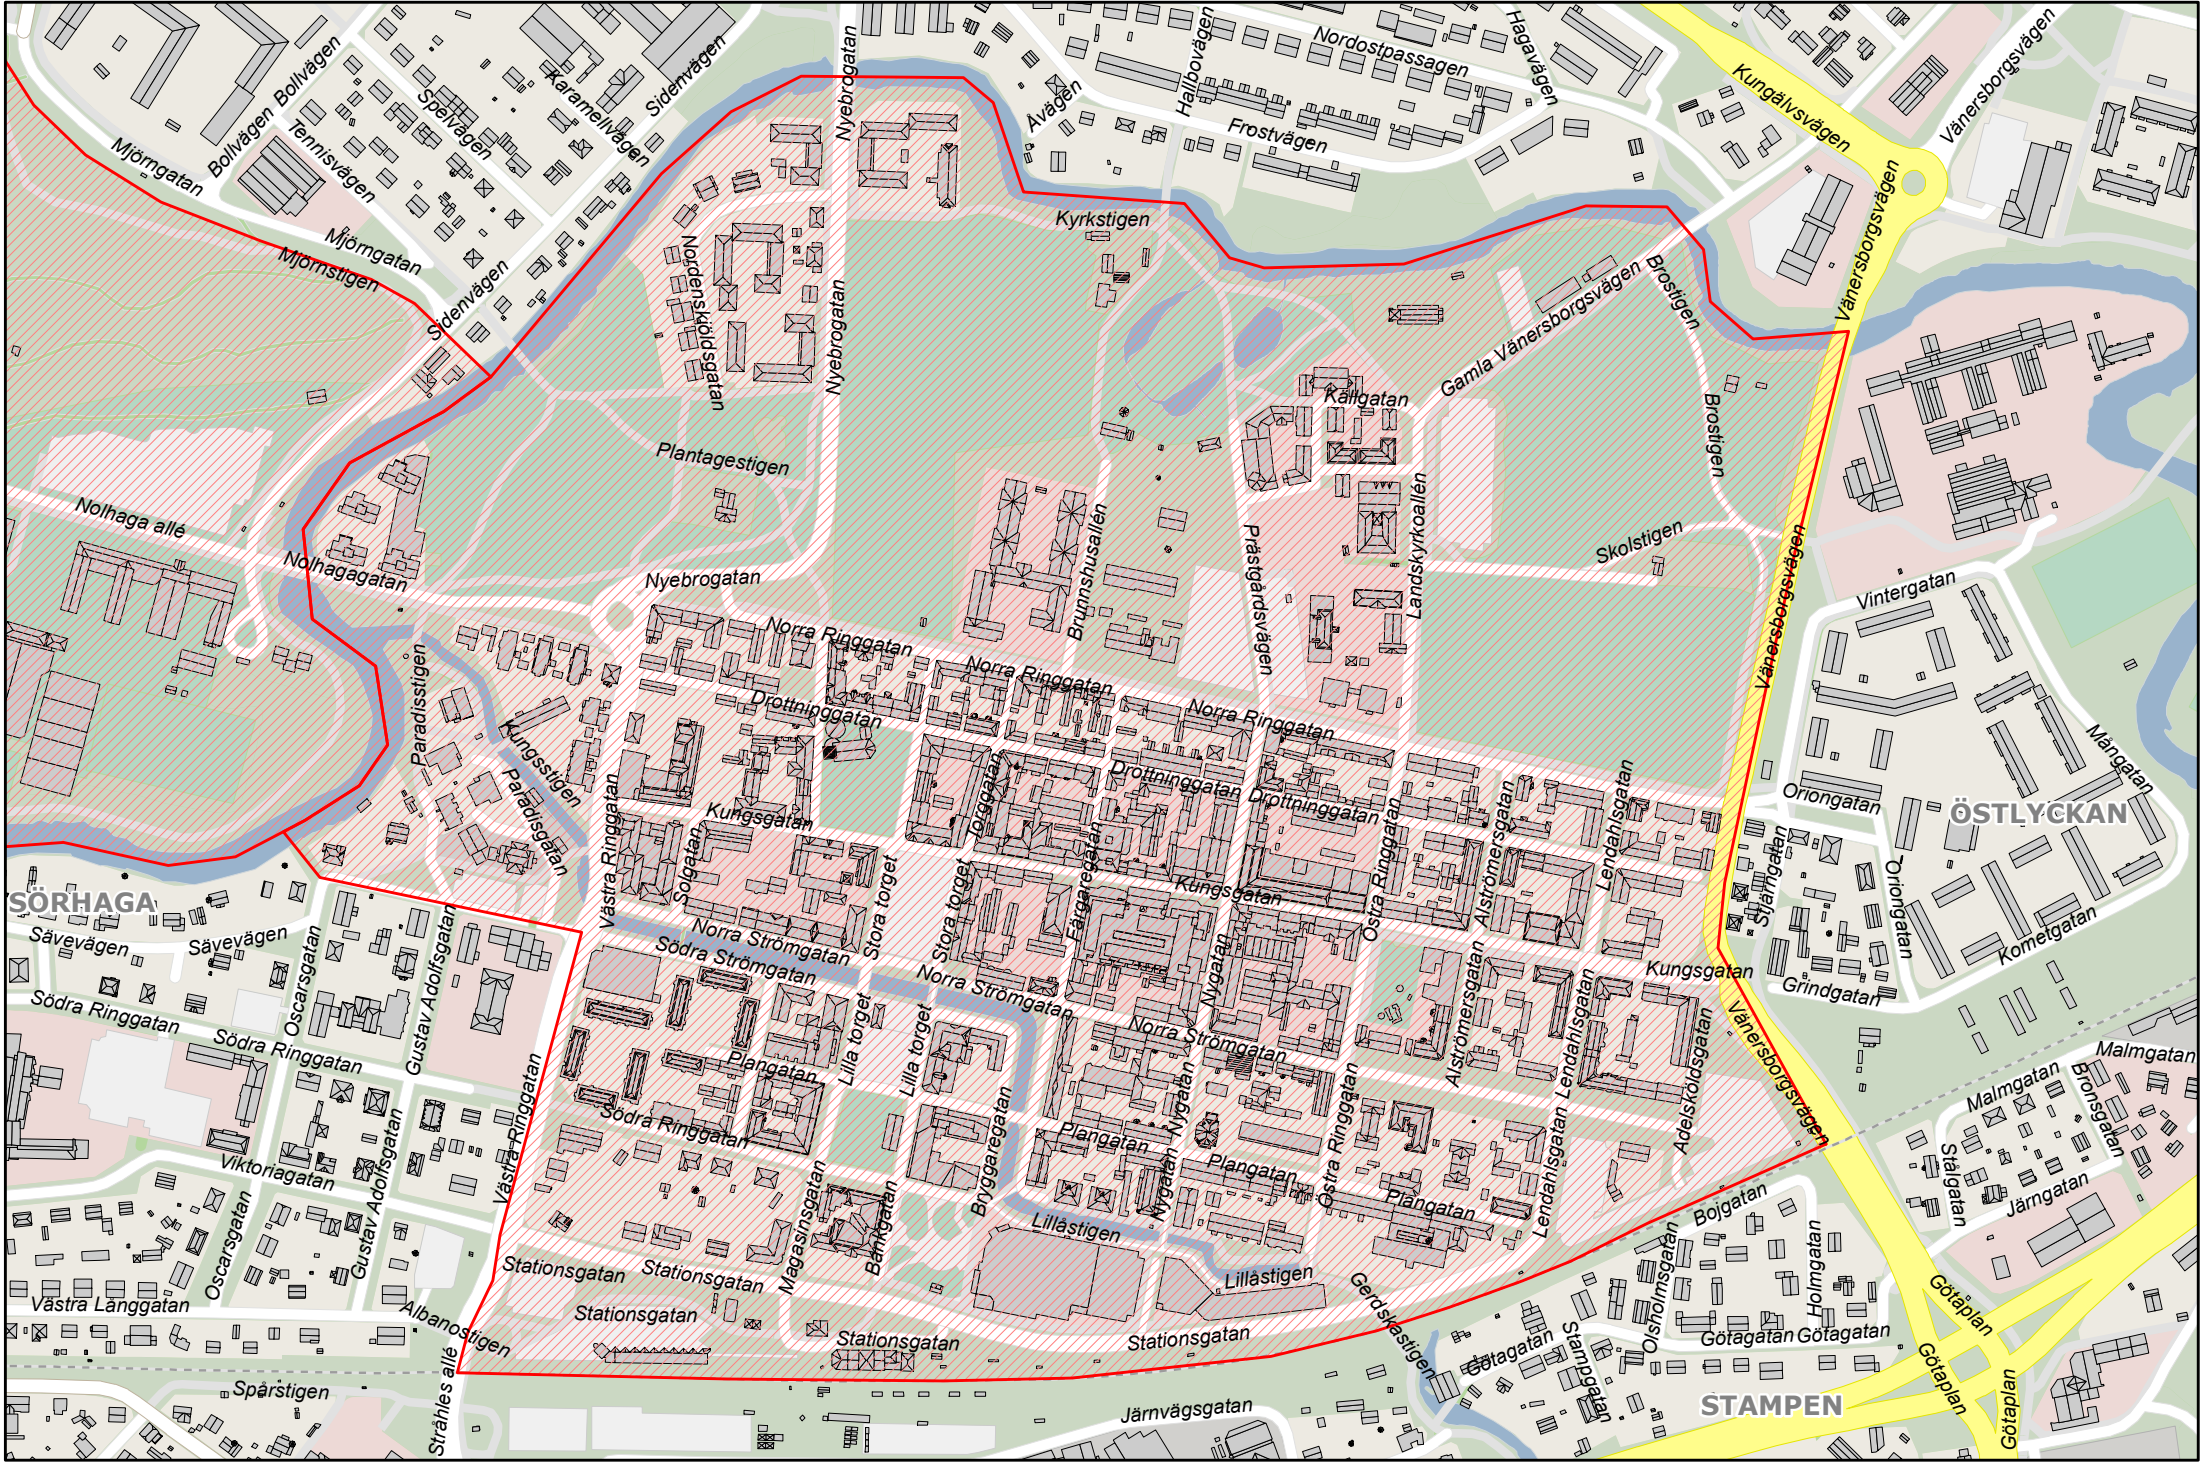 Nyebrogatan
Hallbovägen
Nordostpassagen
Hagavägen
Kungälvsvägen
Vänersborgsvägen
Bollvägen
Bollvägen
Spelvägen
Karamellvägen
Sidenvägen
Tennisvägen
Åvägen
Frostvägen
Mjörngatan
Mjörngatan
Mjörnstigen
Sidenvägen
Kyrkstigen
Vänersborgsvägen
Nordenskjöldsgatan
Nyebrogatan
Gamla Vänersborgsvägen
Brostigen
Brostigen
Källgatan
Plantagestigen
Nolhaga allé
Nolhagagatan
Nyebrogatan
Brunnshusallén
Prästgårdsvägen
Landskyrkoallén
Skolstigen
Vänersborgsvägen
Vintergatan
Norra Ringgatan
Norra Ringgatan
Norra Ringgatan
Paradisstigen
Kungsstigen
Paradisgatan
Drottninggatan
Drottninggatan
Drottninggatan
Västra Ringgatan
Kungsgatan
Solgatan
Torggatan
Färgaregatan
Stora torget
Stora torget
Östra Ringgatan
Alströmersgatan
Lendahlsgatan
Oriongatan
Mångatan
ÖSTLYCKAN
Stjärngatan
Oriongatan
Kometgatan
Grindgatan
Kungsgatan
Kungsgatan
SÖRHAGA
Sävevägen
Sävevägen
Oscarsgatan
Gustav Adolfsgatan
Södra Ringgatan
Södra Ringgatan
Norra Strömgatan
Södra Strömgatan
Norra Strömgatan
Norra Strömgatan
Nygatan
Lilla torget
Lilla torget
Plangatan
Södra Ringgatan
Västra Ringgatan
Alströmersgatan
Lendahlsgatan
Adelsköldsgatan
Vänersborgsvägen
Malmgatan
Malmgatan
Bronsgatan
Stålgatan
Järngatan
Viktoriagatan
Oscarsgatan
Gustav Adolfsgatan
Magasinsgatan
Bankgatan
Bryggaregatan
Plangatan
Nygatan
Nygatan
Plangatan
Östra Ringgatan
Plangatan
Lendahlsgatan
Lillåstigen
Lillåstigen
Bojgatan
Holmgatan
Olsholmsgatan
Götaplan
Västra Långgatan
Albanostigen
Stationsgatan
Stationsgatan
Stationsgatan
Stationsgatan
Stationsgatan
Gerdskastigen
Götagatan
Stampgatan
Götagatan
Götagatan
Götaplan
Götaplan
STAMPEN
Spårstigen
Stråhles allé
Järnvägsgatan